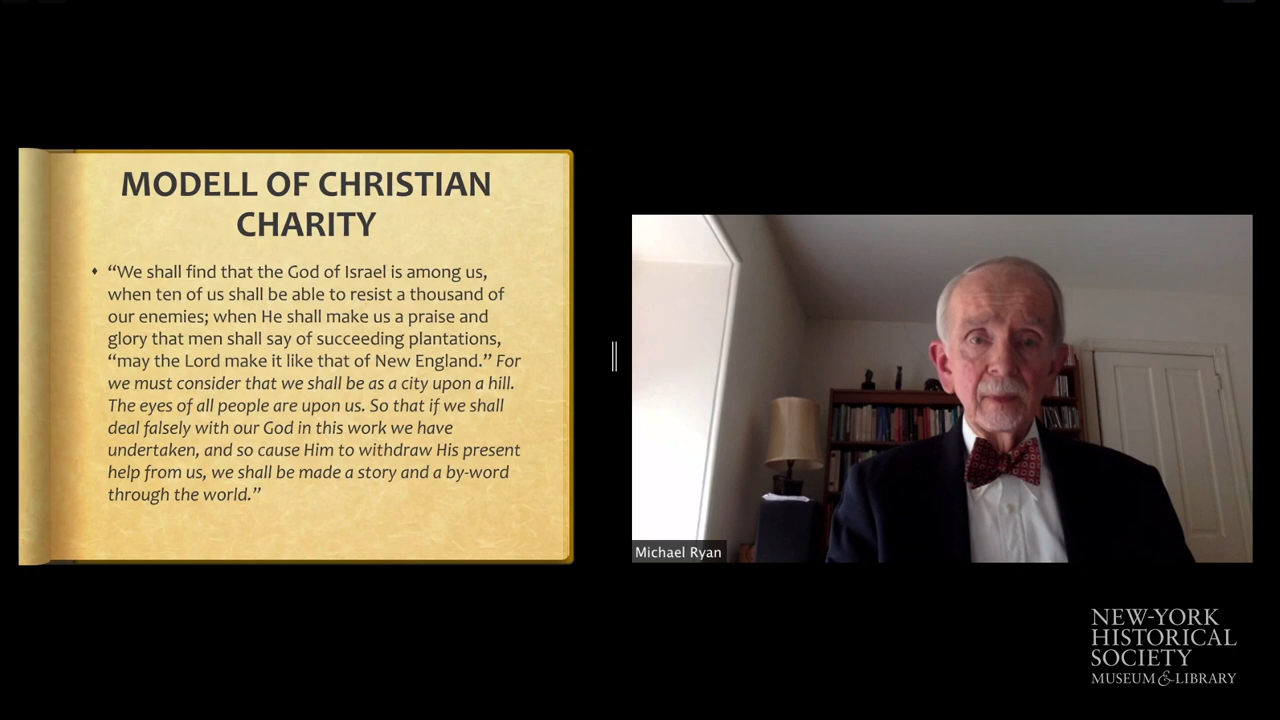 MODELL OF CHRISTIAN
CHARITY
“We shall find that the God of Israel is among us,
when ten of us shall be able to resist a thousand of
our enemies; when He shall make us a praise and
glory that men shall say of succeeding plantations,
“may the Lord make it like that of New England.” For
we must consider that we shall be as a city upon a hill.
The eyes of all people are upon us. So that if we shall
deal falsely with our God in this work we have
undertaken, and so cause Him to withdraw His present
help from us, we shall be made a story and a by-word
through the world.”
Michael Ryan
NEW-YORK
HISTORICAL
SOCIETY
MUSEUM & LIBRARY